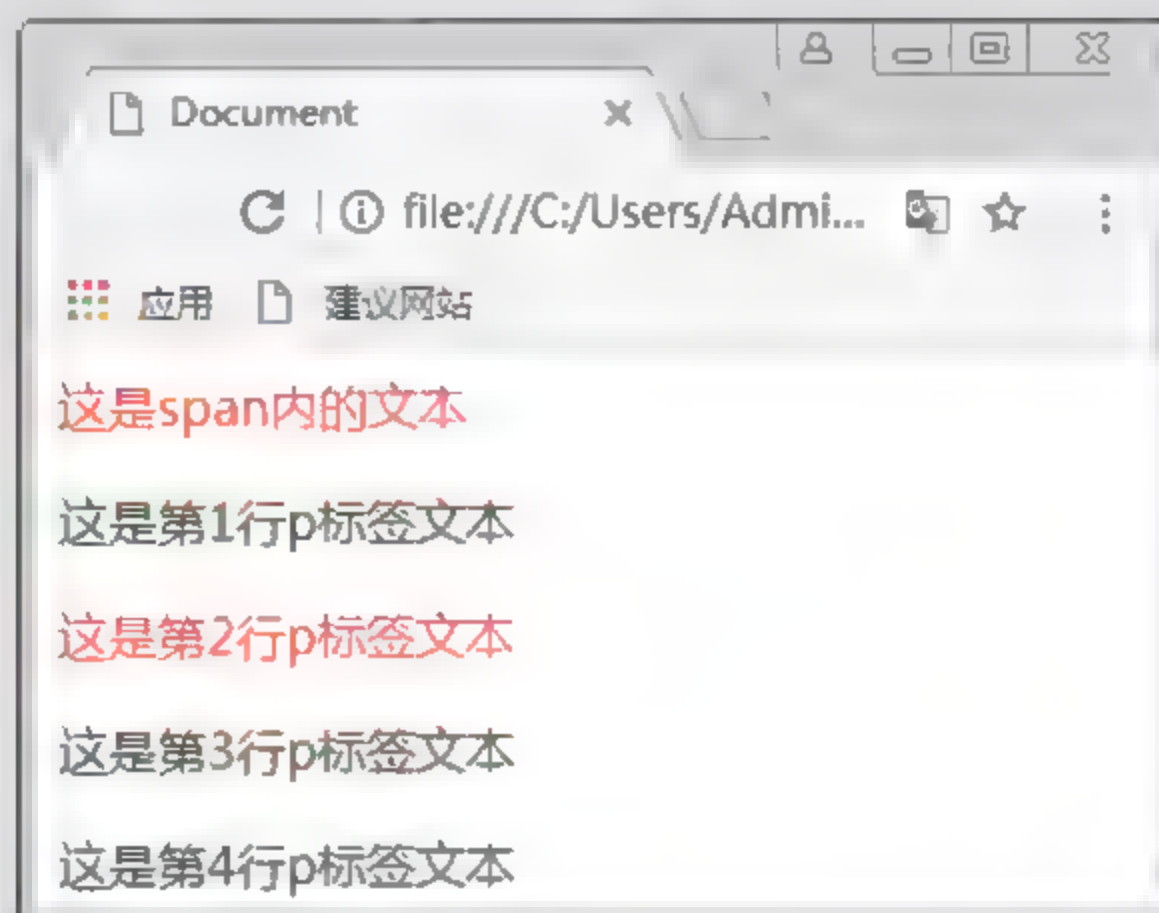 Document
file:///C:/Users/Admi...
应用 建议网站
这是span内的文本
这是第1行p标签文本
这是第2行p标签文本
这是第3行p标签文本
这是第4行p标签文本